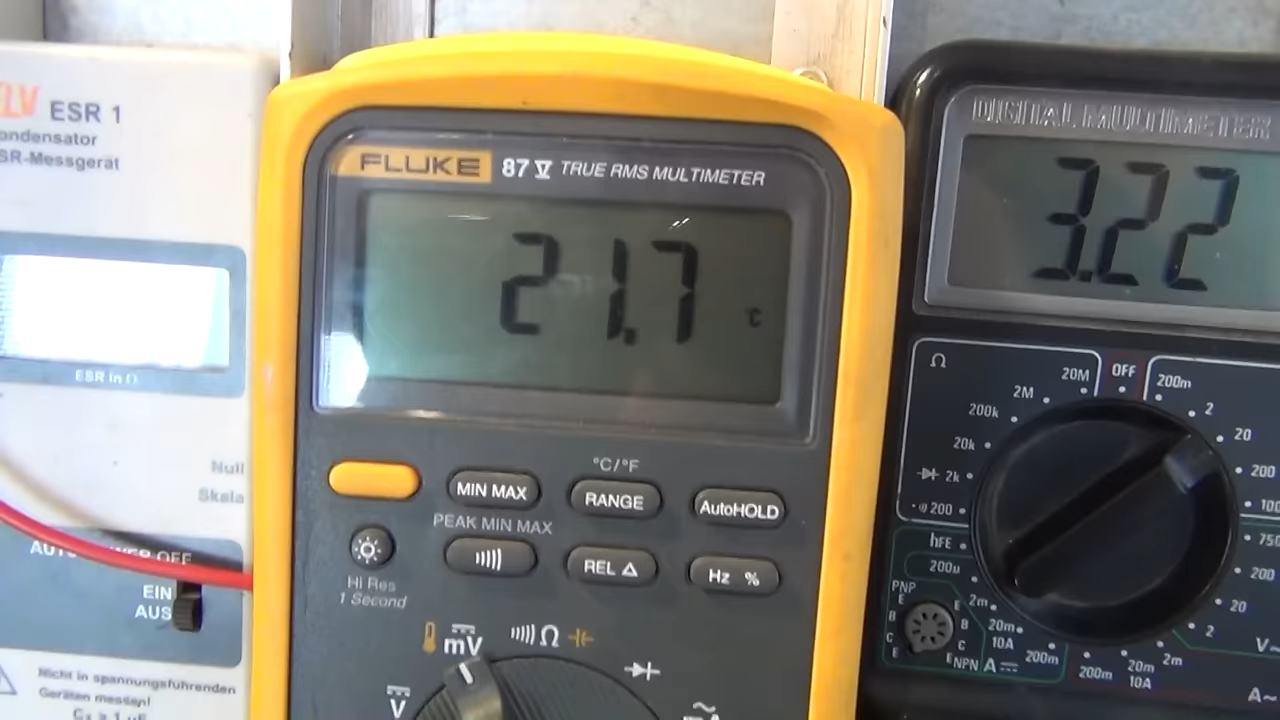 ELV ESR 1
ondensator
SR-Messgerät
ESR in Ω
Null
Skala
EIN
AUS
Nicht in spannungsführenden
Geräten messen!
FLUKE 87 V TRUE RMS MULTIMETER
21.7 °C
°C/°F
MIN MAX RANGE AutoHOLD
PEAK MIN MAX
REL Δ Hz %
Hi Res
1 Second
mV Ω
V
DIGITAL MULTIMETER
3.22
Ω 20M OFF 200m
2M 2
200k 20
20k 200
2k
200
hFE
200u 200
PNP 2m 20
E E 20m 2
B B 10A
C C 200m 200m 20m 2m
E NPN A 10A
V~
A~